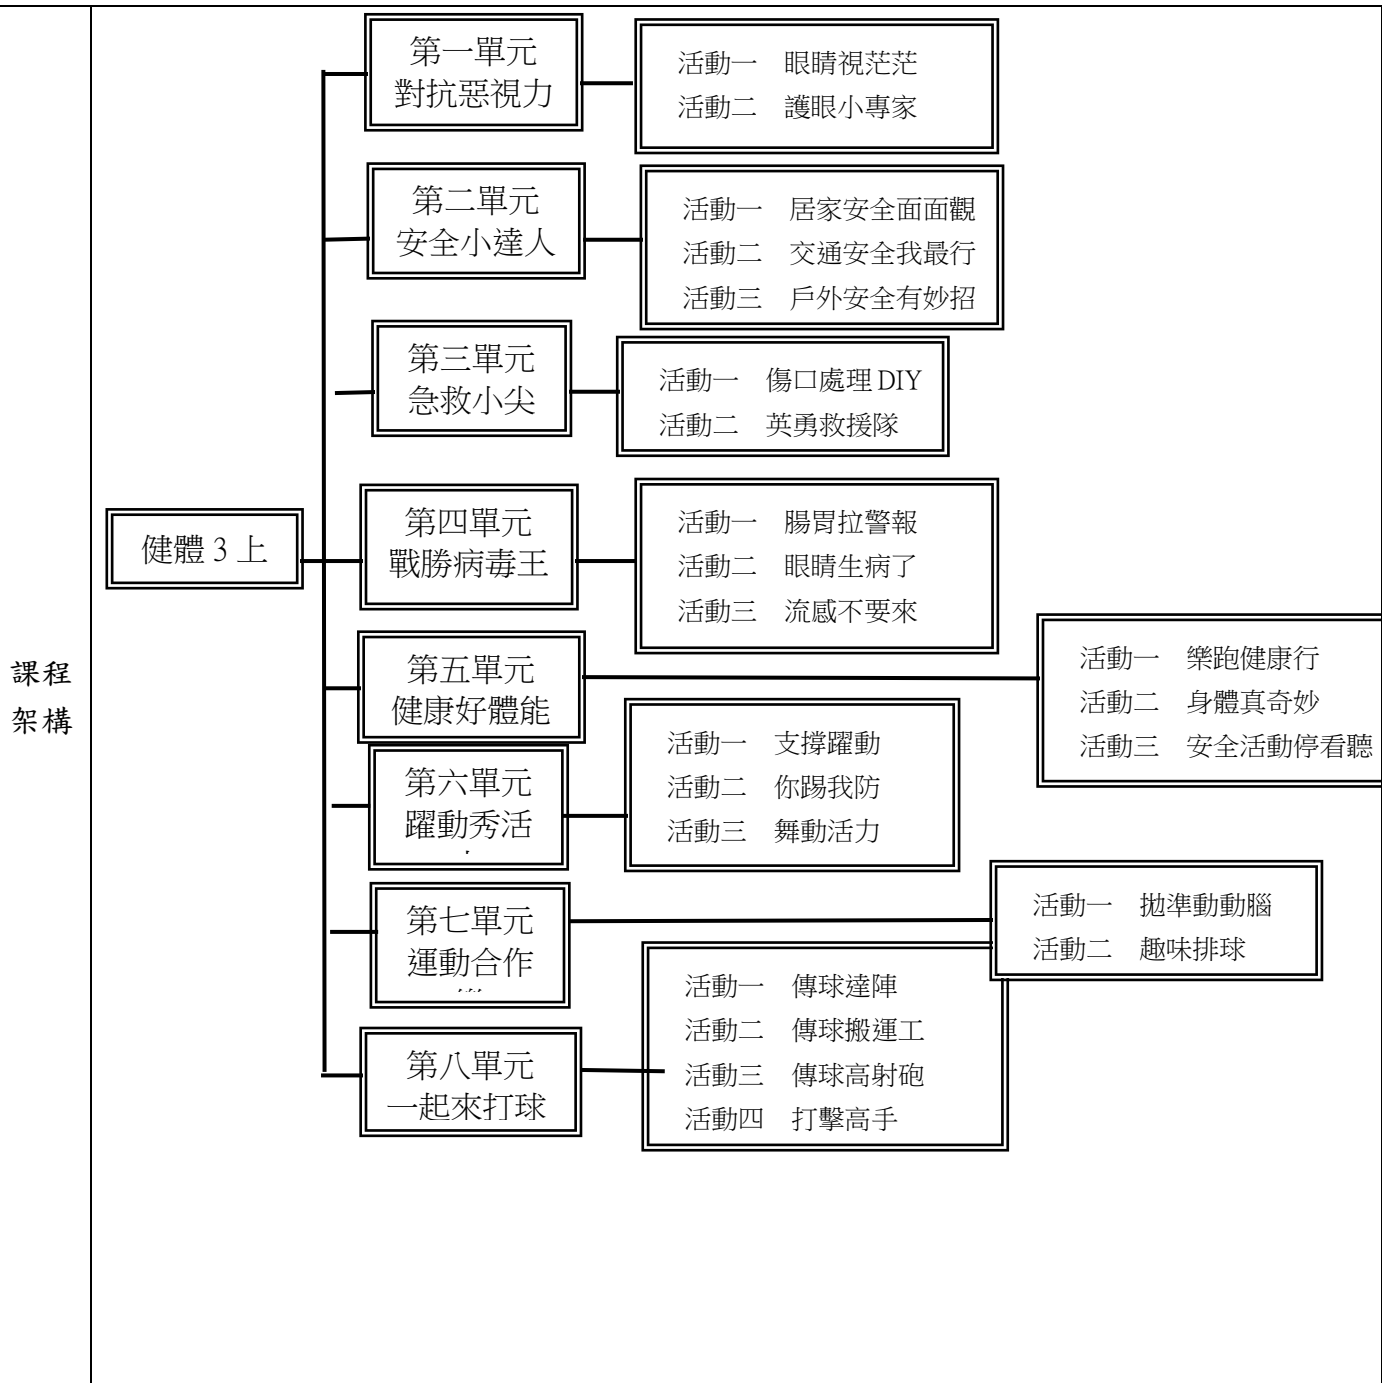 課程
架構
健體 3 上
第一單元
對抗惡視力
活動一　眼睛視茫茫
活動二　護眼小專家
第二單元
安全小達人
活動一　居家安全面面觀
活動二　交通安全我最行
活動三　戶外安全有妙招
第三單元
急救小尖
活動一　傷口處理 DIY
活動二　英勇救援隊
第四單元
戰勝病毒王
活動一　腸胃拉警報
活動二　眼睛生病了
活動三　流感不要來
第五單元
健康好體能
活動一　樂跑健康行
活動二　身體真奇妙
活動三　安全活動停看聽
第六單元
躍動秀活
活動一　支撐躍動
活動二　你踢我防
活動三　舞動活力
第七單元
運動合作
活動一　拋準動動腦
活動二　趣味排球
第八單元
一起來打球
活動一　傳球達陣
活動二　傳球搬運工
活動三　傳球高射砲
活動四　打擊高手